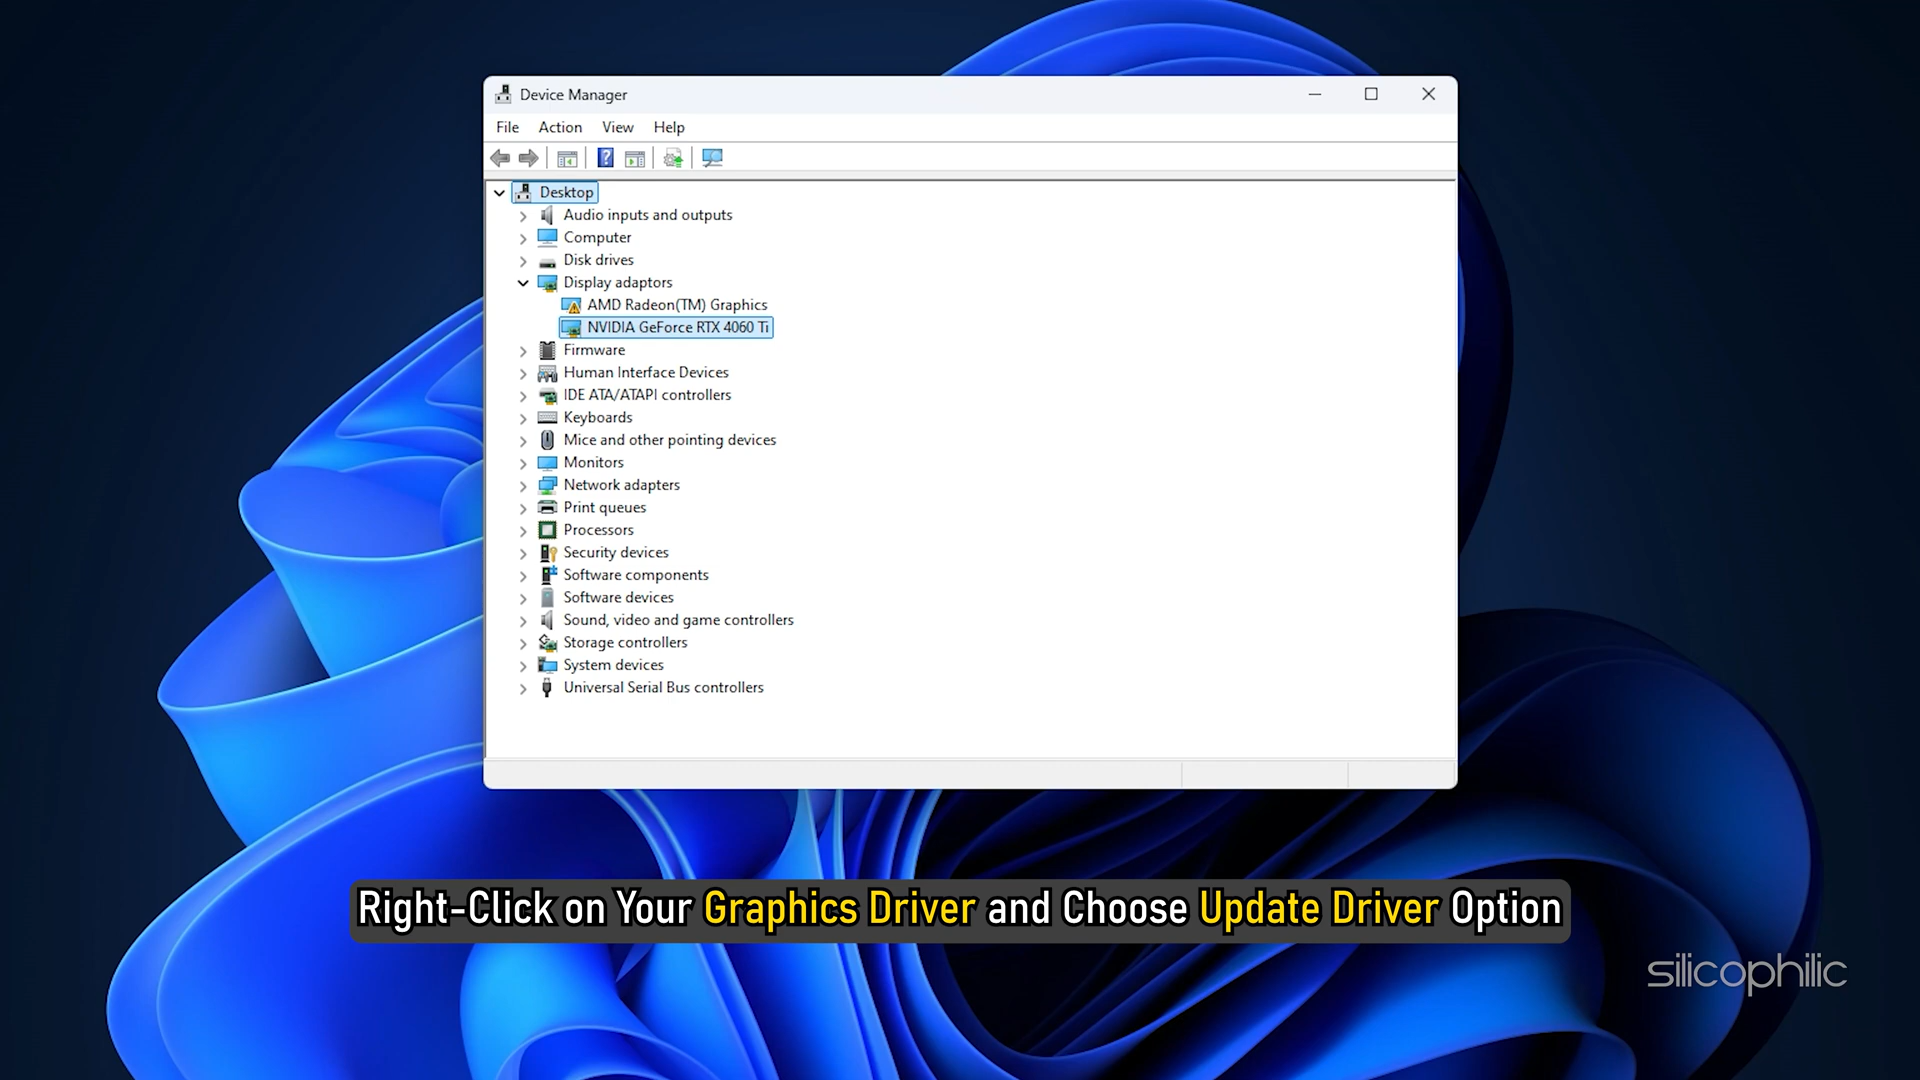 Device Manager
File Action View Help
Desktop
Audio inputs and outputs
Computer
Disk drives
Display adaptors
AMD Radeon(TM) Graphics
NVIDIA GeForce RTX 4060 Ti
Firmware
Human Interface Devices
IDE ATA/ATAPI controllers
Keyboards
Mice and other pointing devices
Monitors
Network adapters
Print queues
Processors
Security devices
Software components
Software devices
Sound, video and game controllers
Storage controllers
System devices
Universal Serial Bus controllers
Right-Click on Your Graphics Driver and Choose Update Driver Option
silicophilic